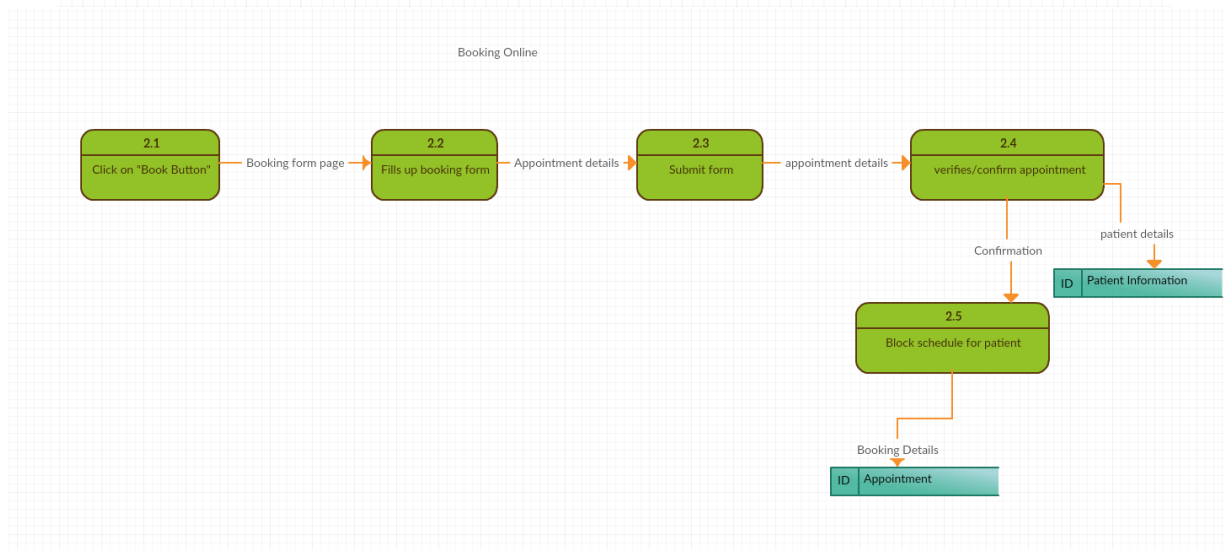 Booking Online
2.1
Click on "Book Button"
Booking form page
2.2
Fills up booking form
Appointment details
2.3
Submit form
appointment details
2.4
verifies/confirm appointment
patient details
Confirmation
ID
Patient Information
2.5
Block schedule for patient
Booking Details
ID
Appointment